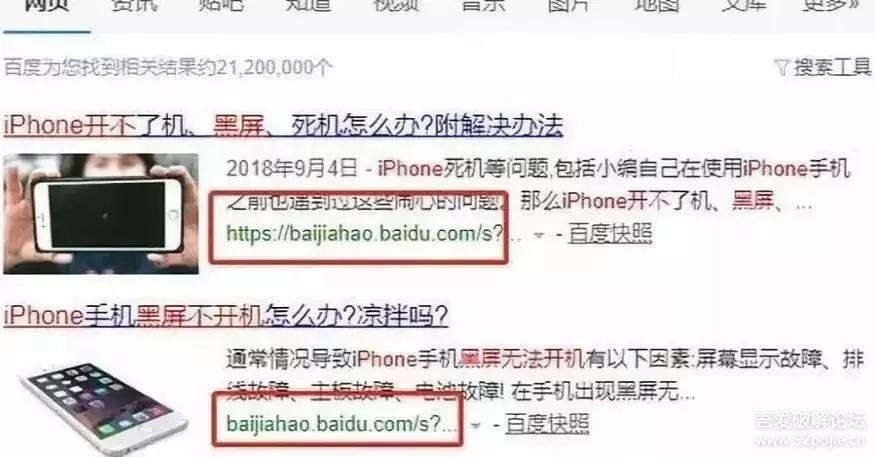 网页 资讯 贴吧 知道 视频 音乐 图片 地图 文库 更多»
百度为您找到相关结果约21,200,000个
搜索工具
iPhone开不了机、黑屏、死机怎么办?附解决办法
2018年9月4日 - iPhone死机等问题,包括小编自己在使用iPhone手机
之前也遇到过这些闹心的问题。那么iPhone开不了机、黑屏、...
https://baijiahao.baidu.com/s?... - 百度快照
iPhone手机黑屏不开机怎么办?凉拌吗?
通常情况导致iPhone手机黑屏无法开机有以下因素:屏幕显示故障、排
线故障、主板故障、电池故障! 在手机出现黑屏无...
baijiahao.baidu.com/s?... - 百度快照
吾爱破解论坛
www.52pojie.cn